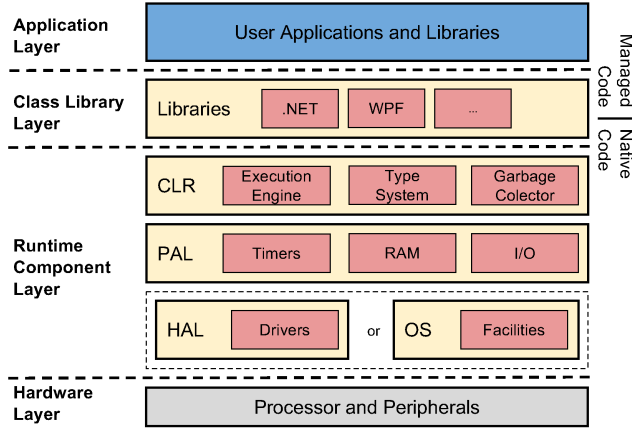 Application
Layer
User Applications and Libraries
Managed
Code
Class Library
Layer
Libraries
.NET
WPF
...
Native
Code
Runtime
Component
Layer
CLR
Execution
Engine
Type
System
Garbage
Colector
PAL
Timers
RAM
I/O
HAL
Drivers
or
OS
Facilities
Hardware
Layer
Processor and Peripherals